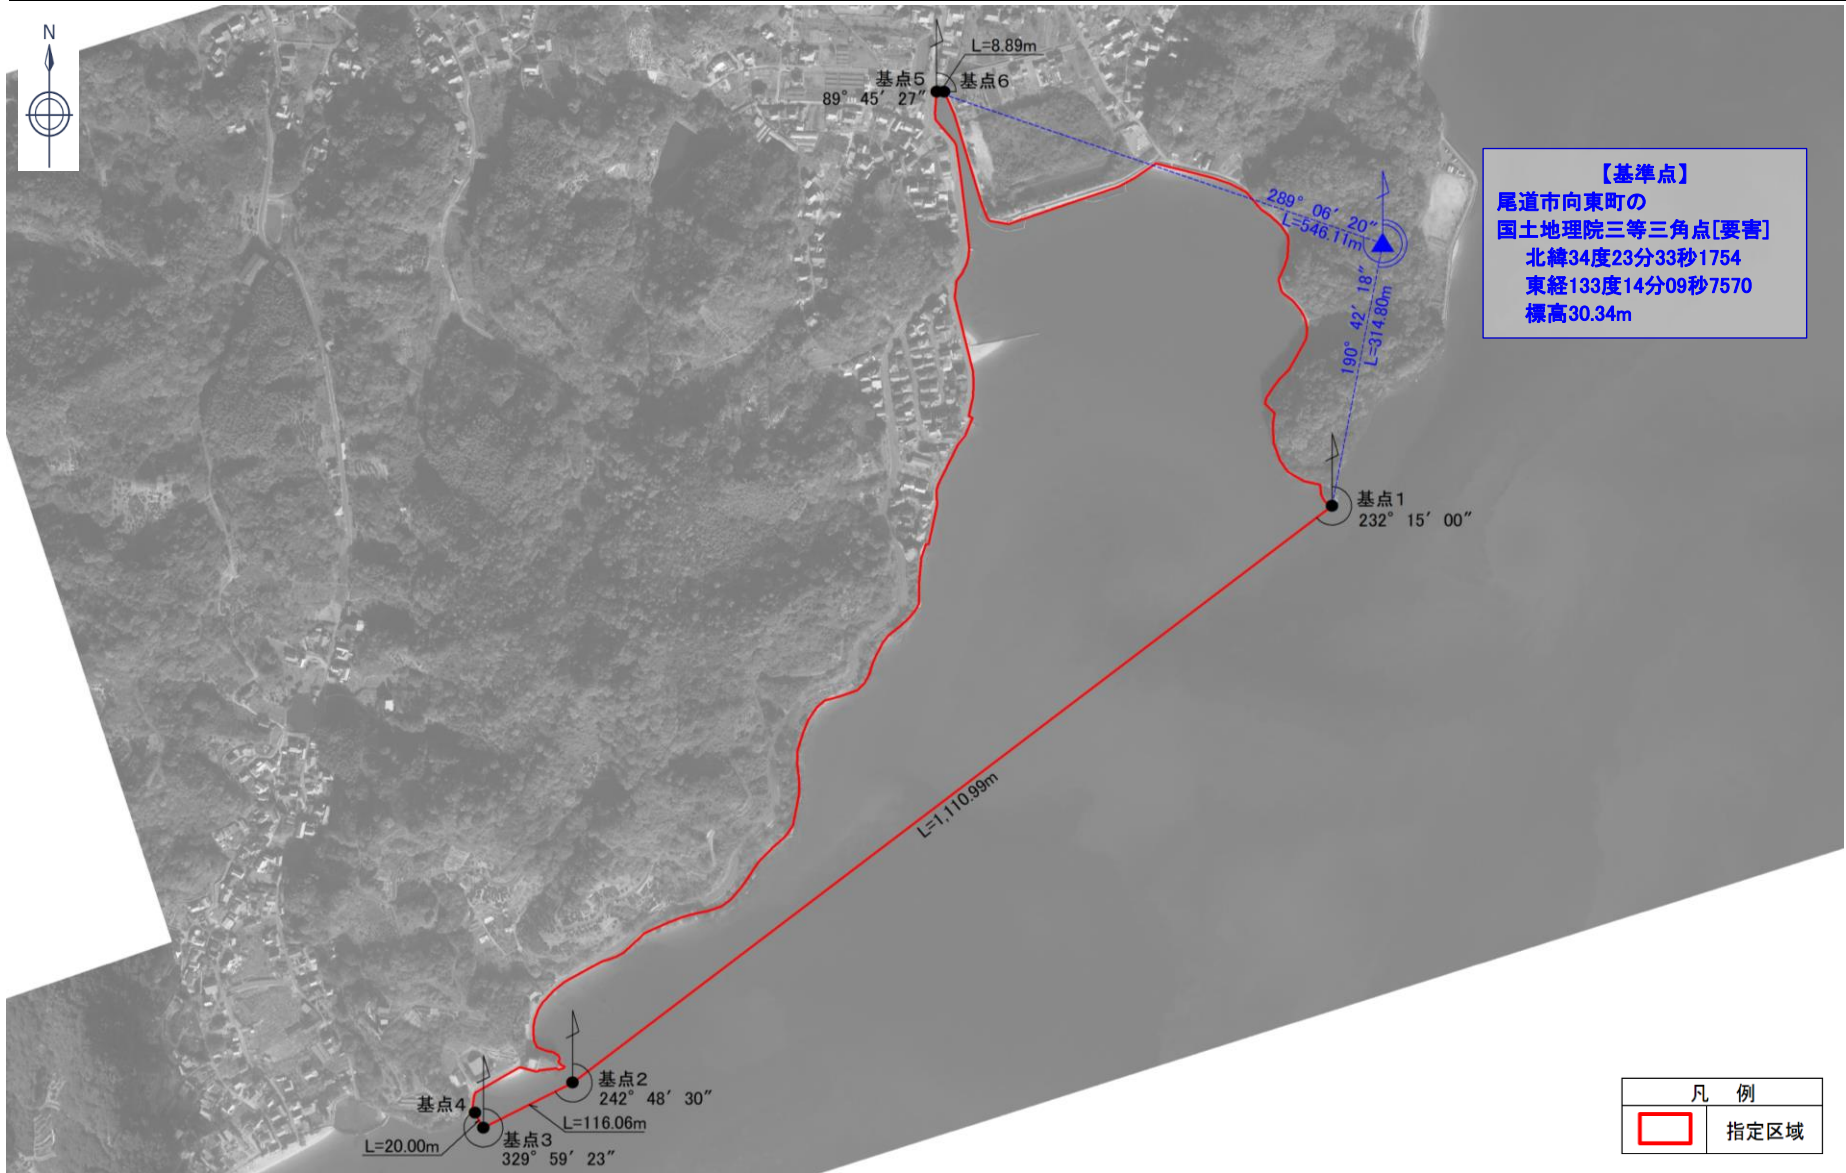 N
L=8.89m
基点5
基点6
89° 45′ 27″
【基準点】
尾道市向東町の
国土地理院三等三角点[要害]
北緯34度23分33秒1754
東経133度14分09秒7570
標高30.34m
289° 06′ 20″
L=546.11m
190° 42′ 18″
L=314.80m
基点1
232° 15′ 00″
L=1,110.99m
基点2
242° 48′ 30″
基点4
L=116.06m
基点3
L=20.00m
329° 59′ 23″
凡 例
指定区域